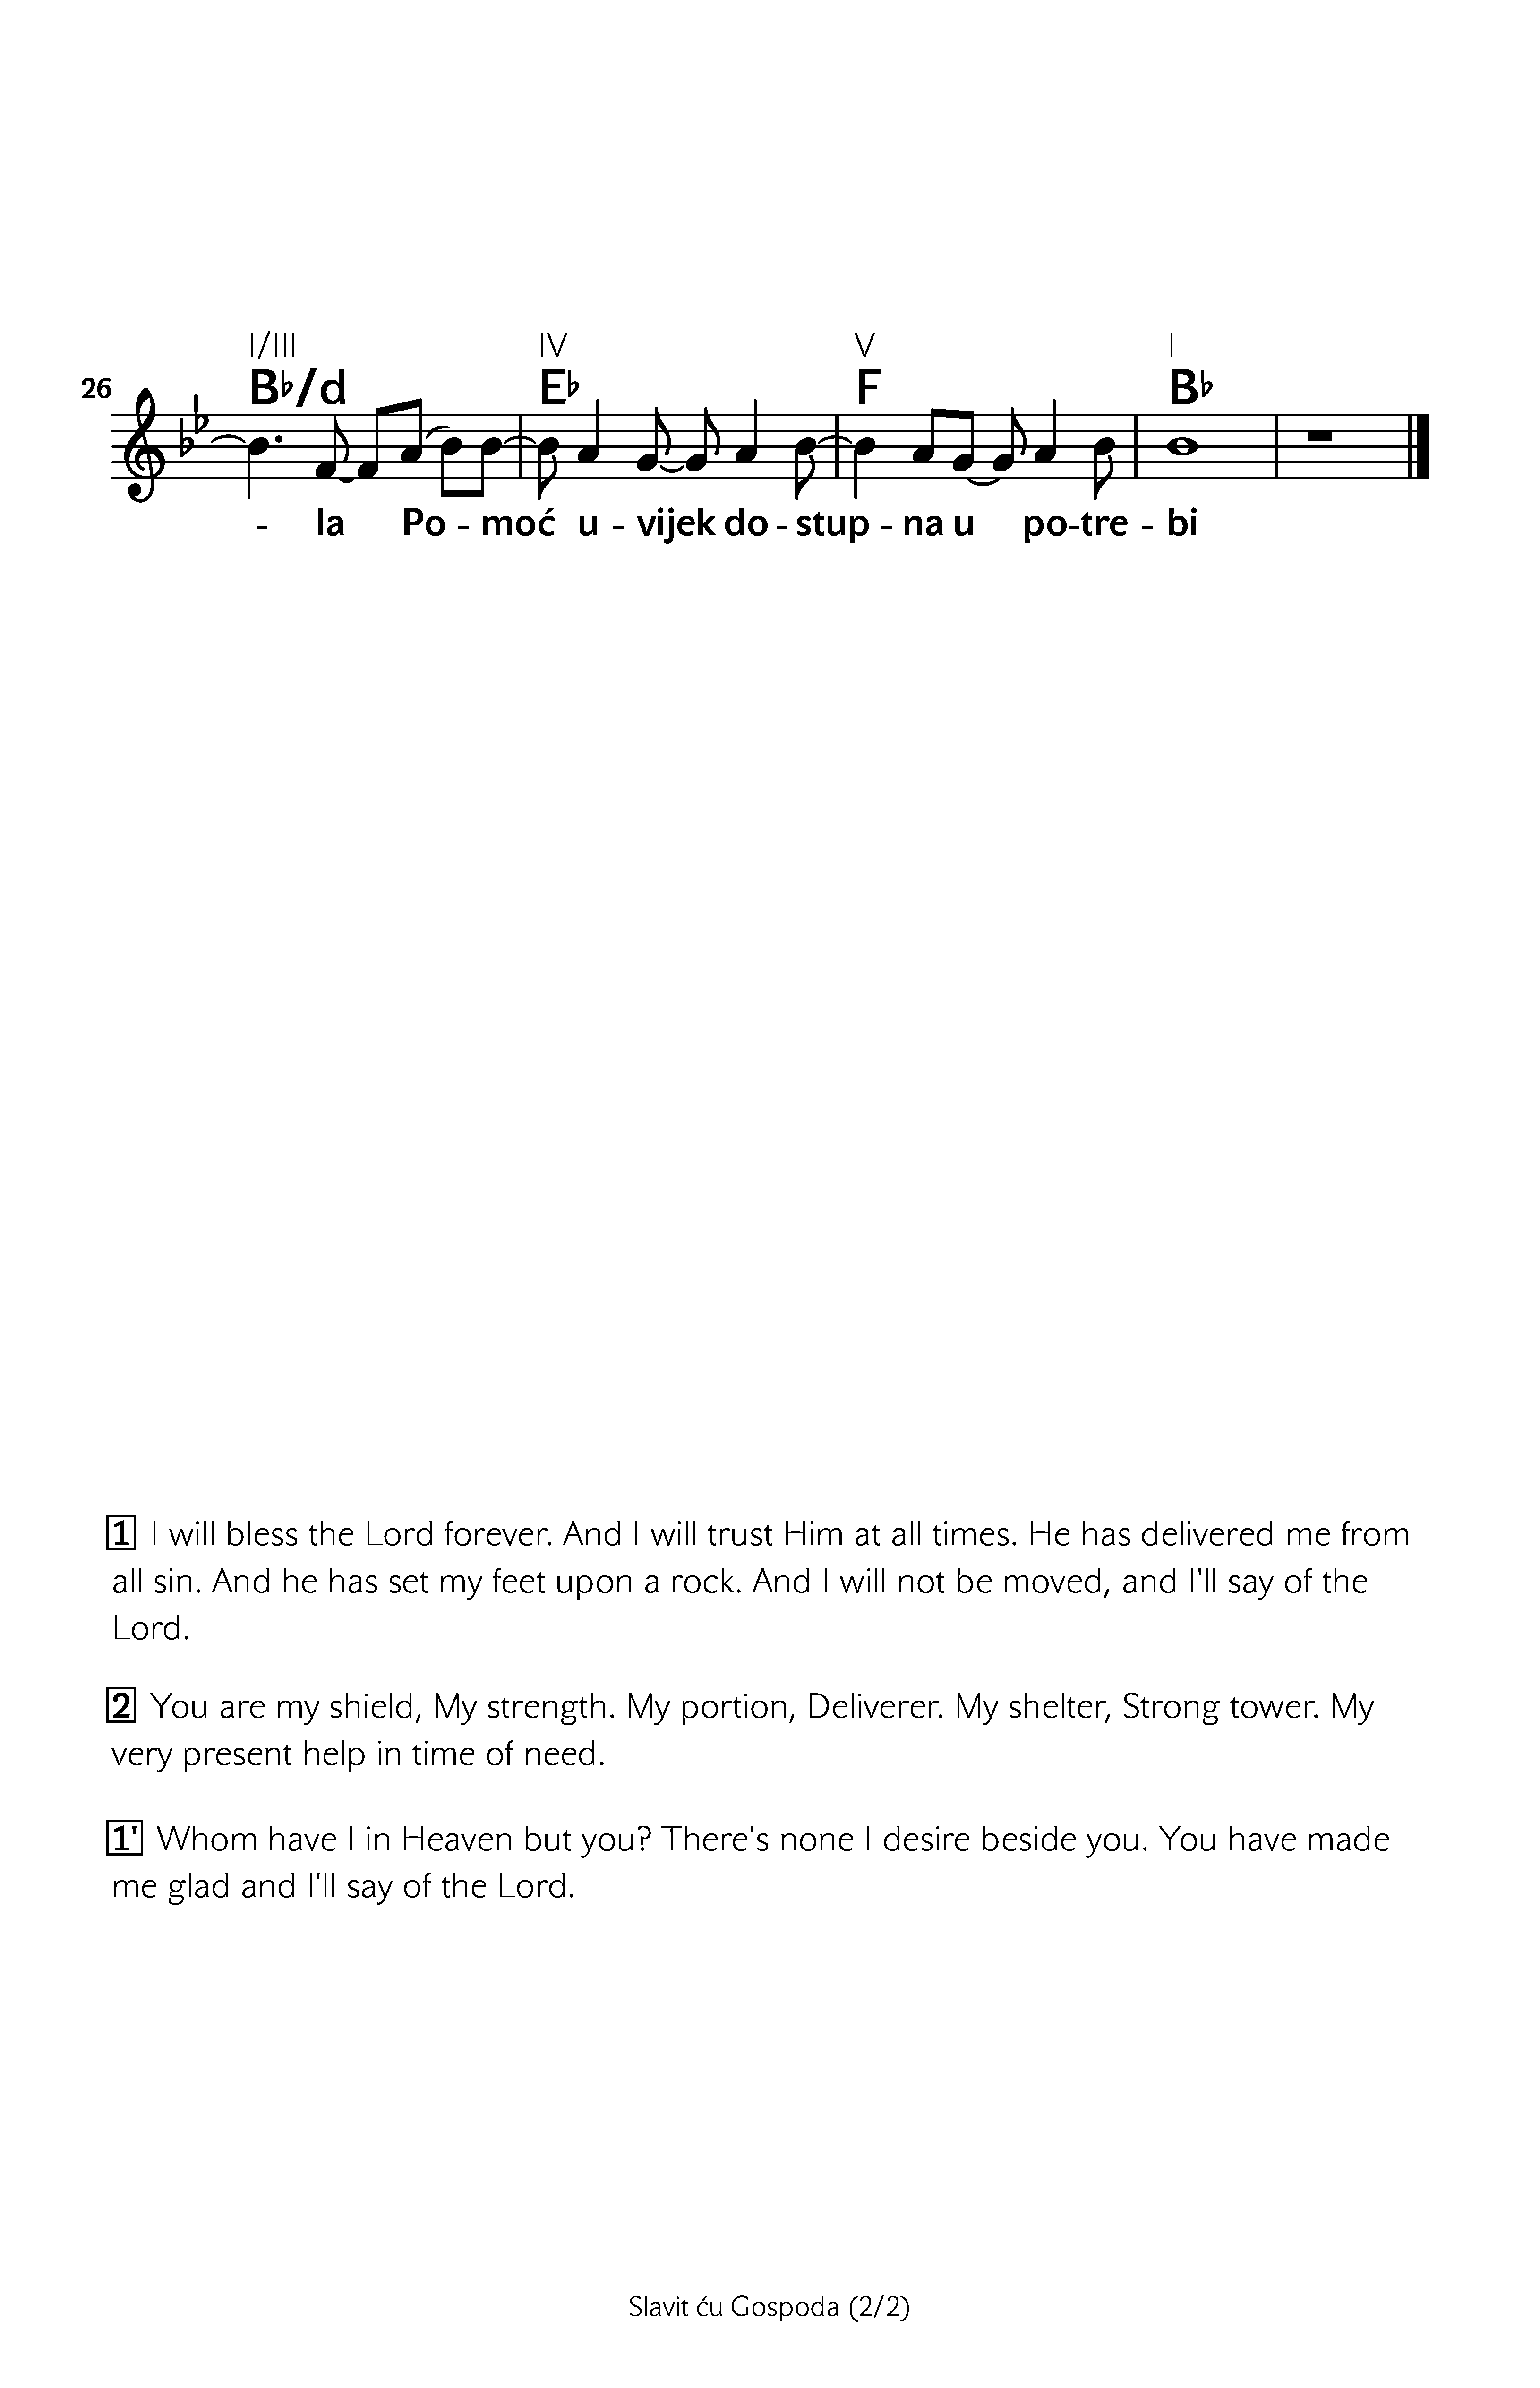 I/III IV V I
26 B♭/d E♭ F B♭
- la Po - moć u - vijek do - stup - na u po-tre - bi
1 I will bless the Lord forever. And I will trust Him at all times. He has delivered me from
all sin. And he has set my feet upon a rock. And I will not be moved, and I'll say of the
Lord.
2 You are my shield, My strength. My portion, Deliverer. My shelter, Strong tower. My
very present help in time of need.
1' Whom have I in Heaven but you? There's none I desire beside you. You have made
me glad and I'll say of the Lord.
Slavit ću Gospoda (2/2)